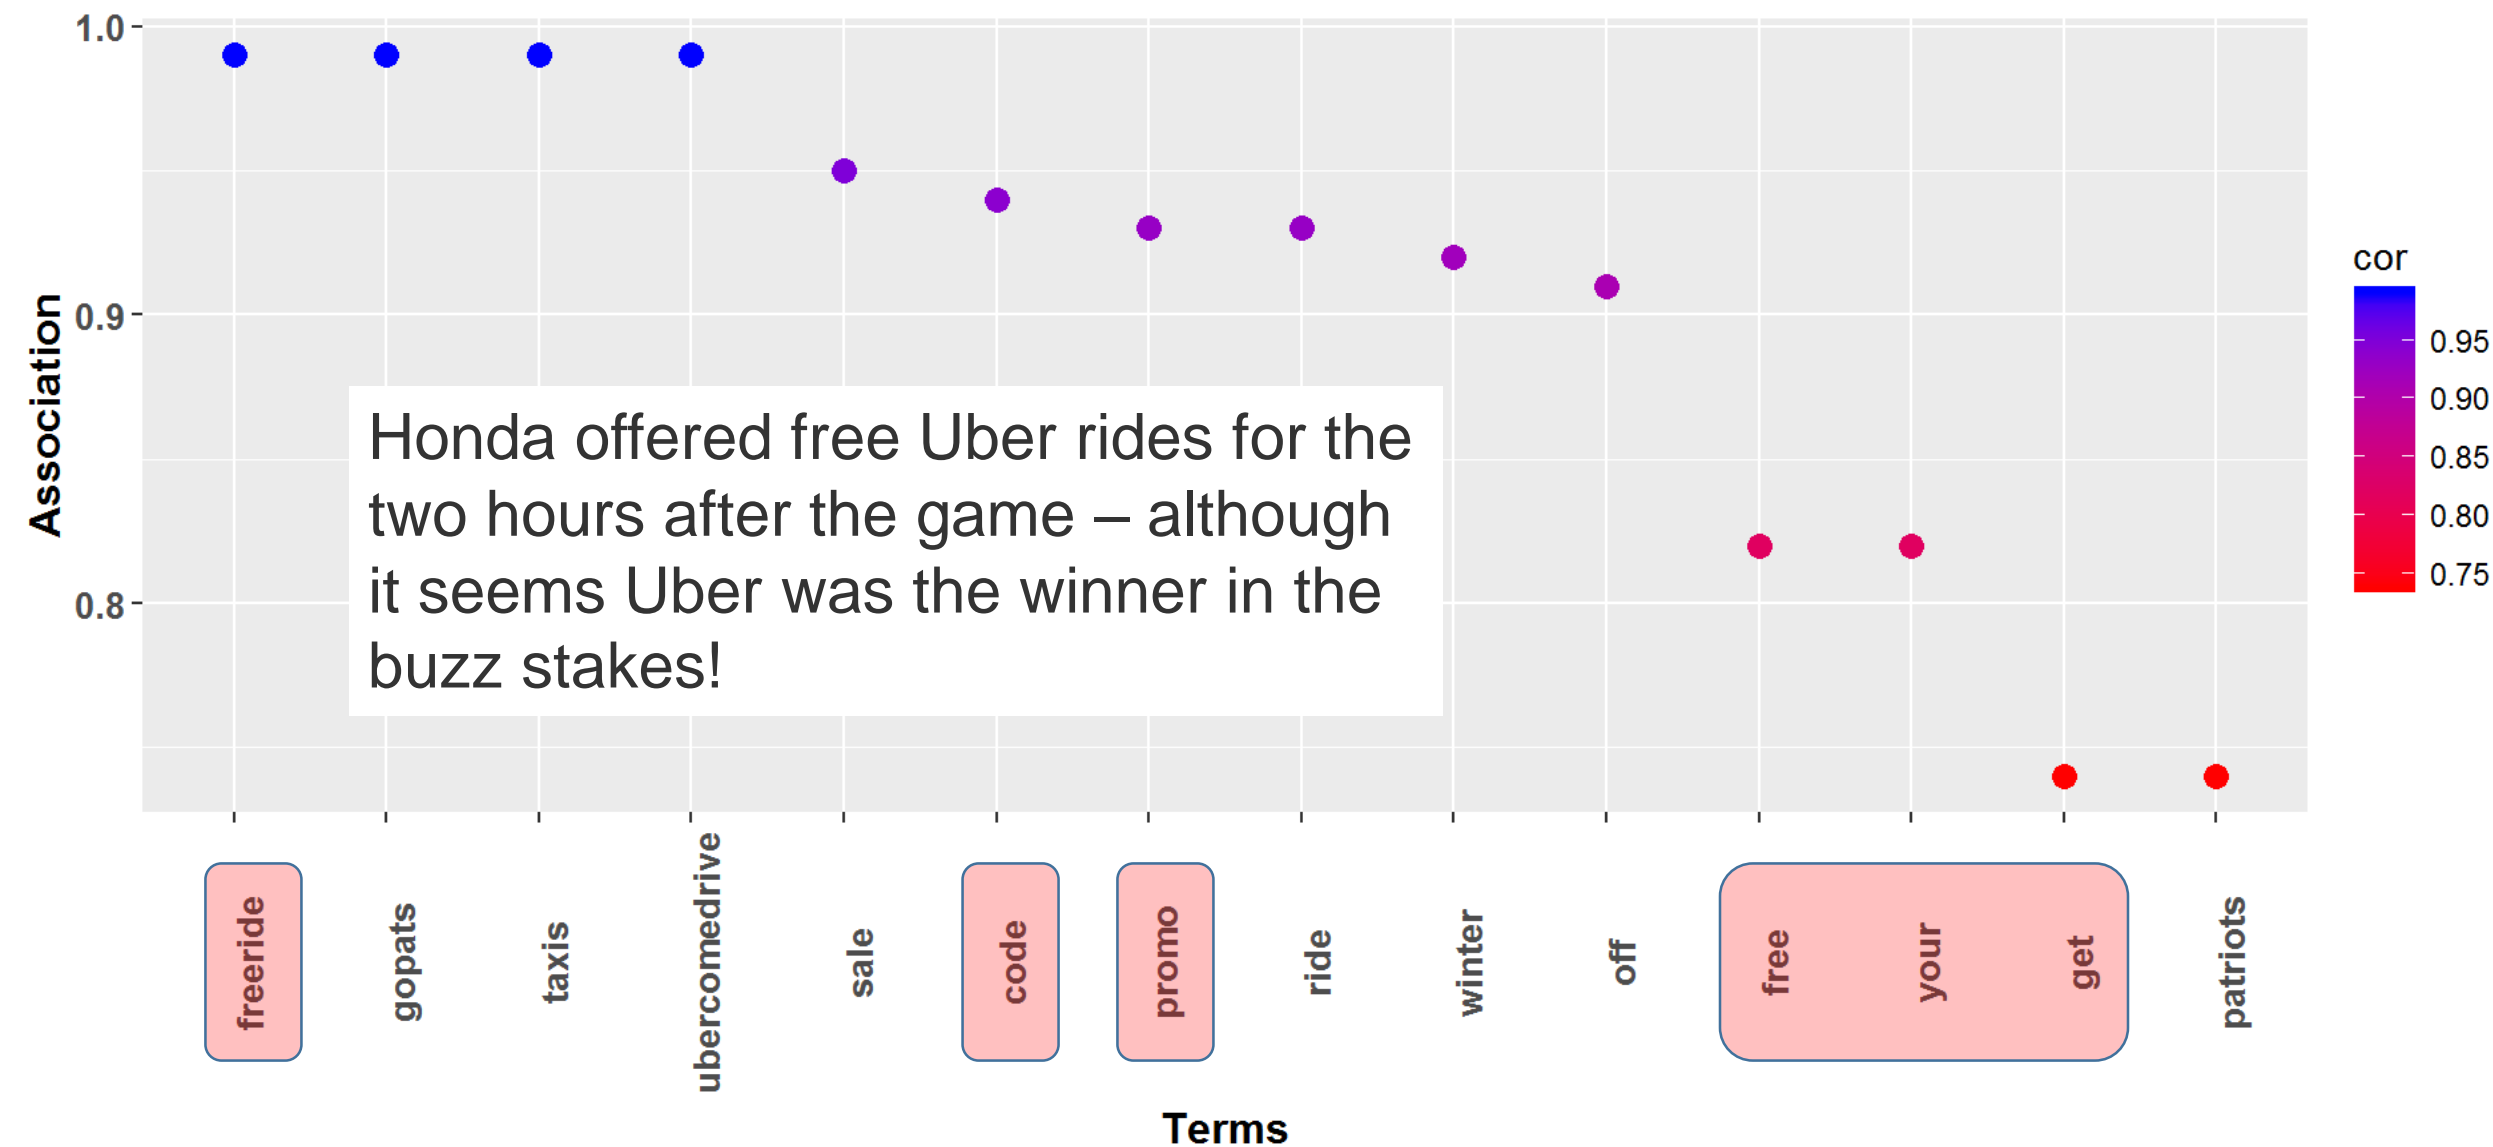 1.0
0.9
0.8
Association
Honda offered free Uber rides for the
two hours after the game – although
it seems Uber was the winner in the
buzz stakes!
cor
0.95
0.90
0.85
0.80
0.75
freeride
gopats
taxis
ubercomedrive
sale
code
promo
ride
winter
off
free
your
get
patriots
Terms